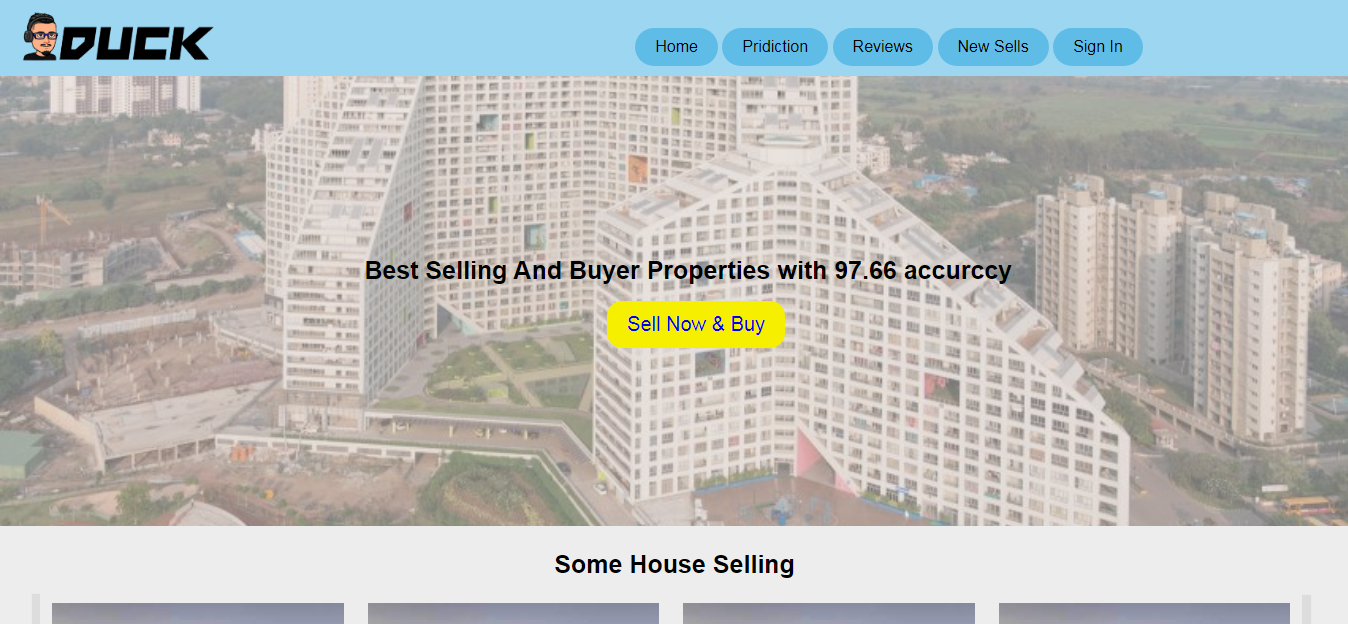 DUCK
Home Pridiction Reviews New Sells Sign In
Best Selling And Buyer Properties with 97.66 accurccy
Sell Now & Buy
Some House Selling